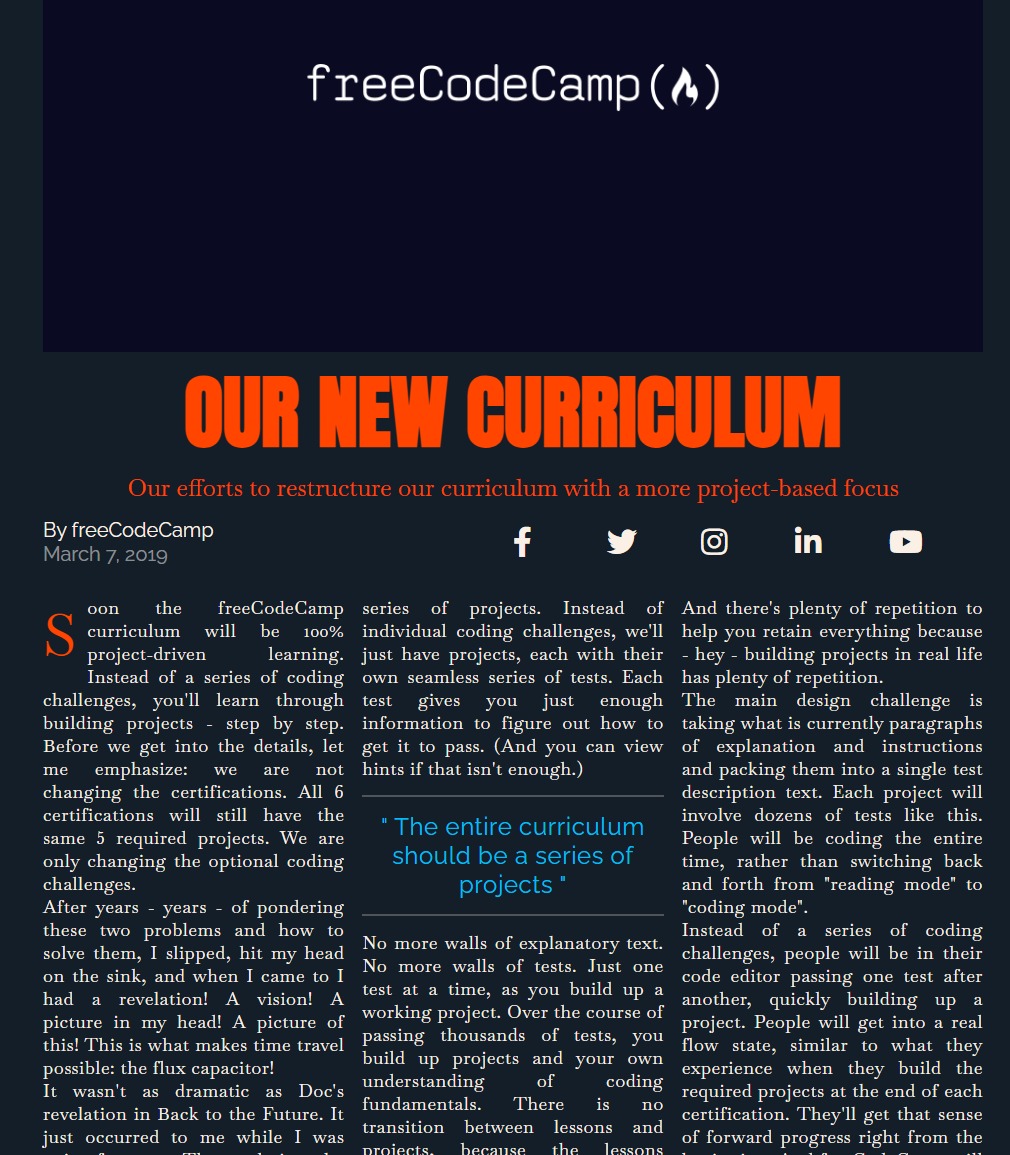 freeCodeCamp
OUR NEW CURRICULUM
Our efforts to restructure our curriculum with a more project-based focus
By freeCodeCamp
March 7, 2019
Soon the freeCodeCamp
curriculum will be 100%
project-driven learning.
Instead of a series of coding
challenges, you'll learn through
building projects - step by step.
Before we get into the details, let
me emphasize: we are not
changing the certifications. All 6
certifications will still have the
same 5 required projects. We are
only changing the optional coding
challenges.
After years - years - of pondering
these two problems and how to
solve them, I slipped, hit my head
on the sink, and when I came to I
had a revelation! A vision! A
picture in my head! A picture of
this! This is what makes time travel
possible: the flux capacitor!
It wasn't as dramatic as Doc's
revelation in Back to the Future. It
just occurred to me while I was
series of projects. Instead of
individual coding challenges, we'll
just have projects, each with their
own seamless series of tests. Each
test gives you just enough
information to figure out how to
get it to pass. (And you can view
hints if that isn't enough.)
" The entire curriculum
should be a series of
projects "
No more walls of explanatory text.
No more walls of tests. Just one
test at a time, as you build up a
working project. Over the course of
passing thousands of tests, you
build up projects and your own
understanding of coding
fundamentals. There is no
transition between lessons and
projects, because the lessons
And there's plenty of repetition to
help you retain everything because
- hey - building projects in real life
has plenty of repetition.
The main design challenge is
taking what is currently paragraphs
of explanation and instructions
and packing them into a single test
description text. Each project will
involve dozens of tests like this.
People will be coding the entire
time, rather than switching back
and forth from "reading mode" to
"coding mode".
Instead of a series of coding
challenges, people will be in their
code editor passing one test after
another, quickly building up a
project. People will get into a real
flow state, similar to what they
experience when they build the
required projects at the end of each
certification. They'll get that sense
of forward progress right from the